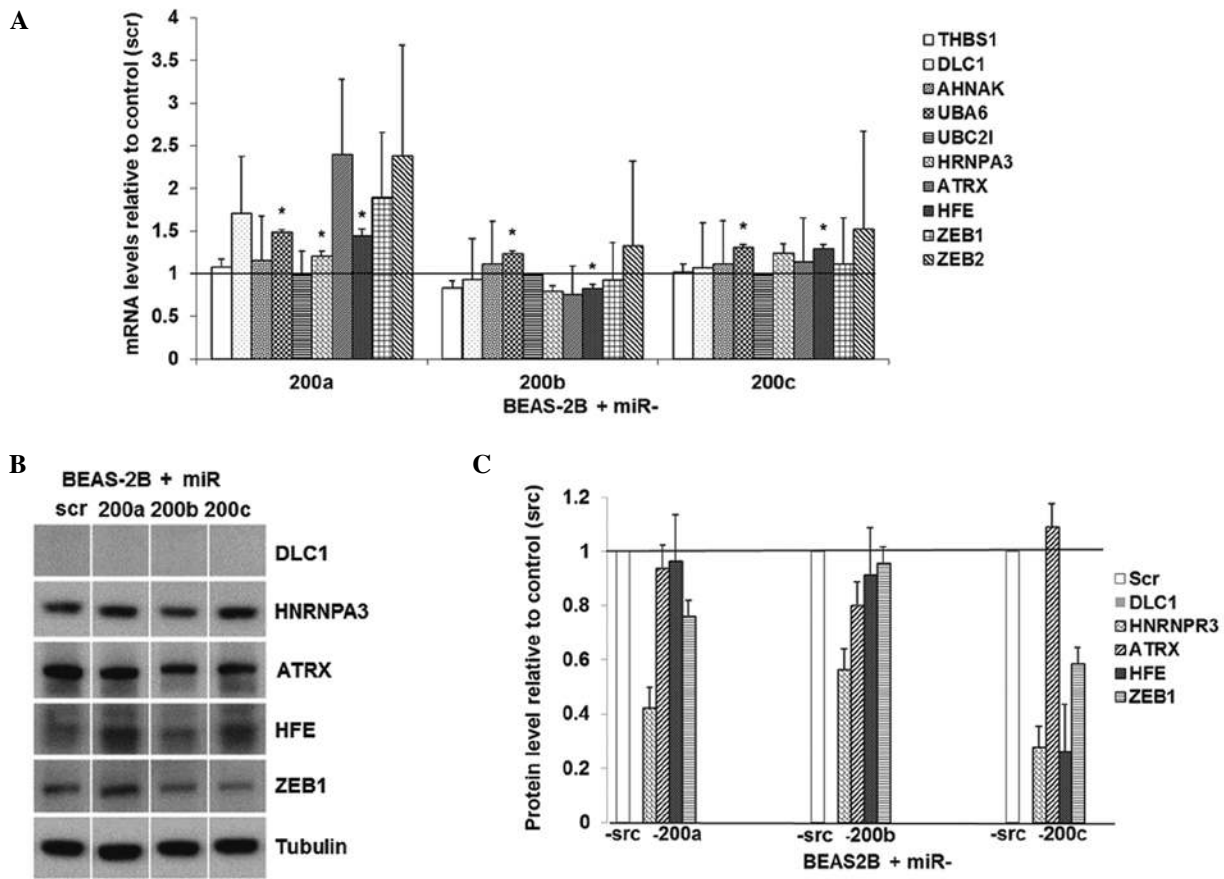 A
mRNA levels relative to control (scr)
4
3.5
3
2.5
2
1.5
1
0.5
0
* * *
* *
* *
200a 200b 200c
BEAS-2B + miR-
THBS1
DLC1
AHNAK
UBA6
UBC2I
HRNPA3
ATRX
HFE
ZEB1
ZEB2
B
BEAS-2B + miR
scr 200a 200b 200c
DLC1
HNRNPA3
ATRX
HFE
ZEB1
Tubulin
C
Protein level relative to control (src)
1.2
1
0.8
0.6
0.4
0.2
0
-src -200a -src -200b -src -200c
BEAS2B + miR-
Scr
DLC1
HNRNPR3
ATRX
HFE
ZEB1